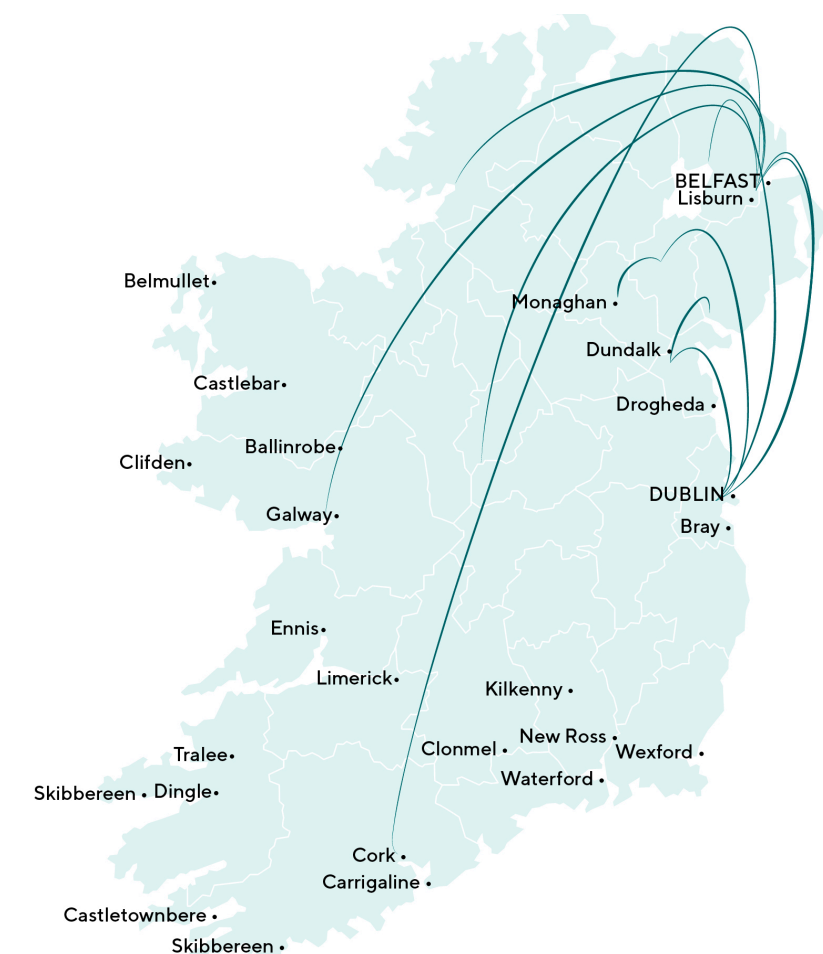 BELFAST
Lisburn
Belmullet
Monaghan
Dundalk
Castlebar
Drogheda
Ballinrobe
Clifden
DUBLIN
Galway
Bray
Ennis
Limerick
Kilkenny
New Ross
Clonmel
Wexford
Tralee
Waterford
Skibbereen
Dingle
Cork
Carrigaline
Castletownbere
Skibbereen